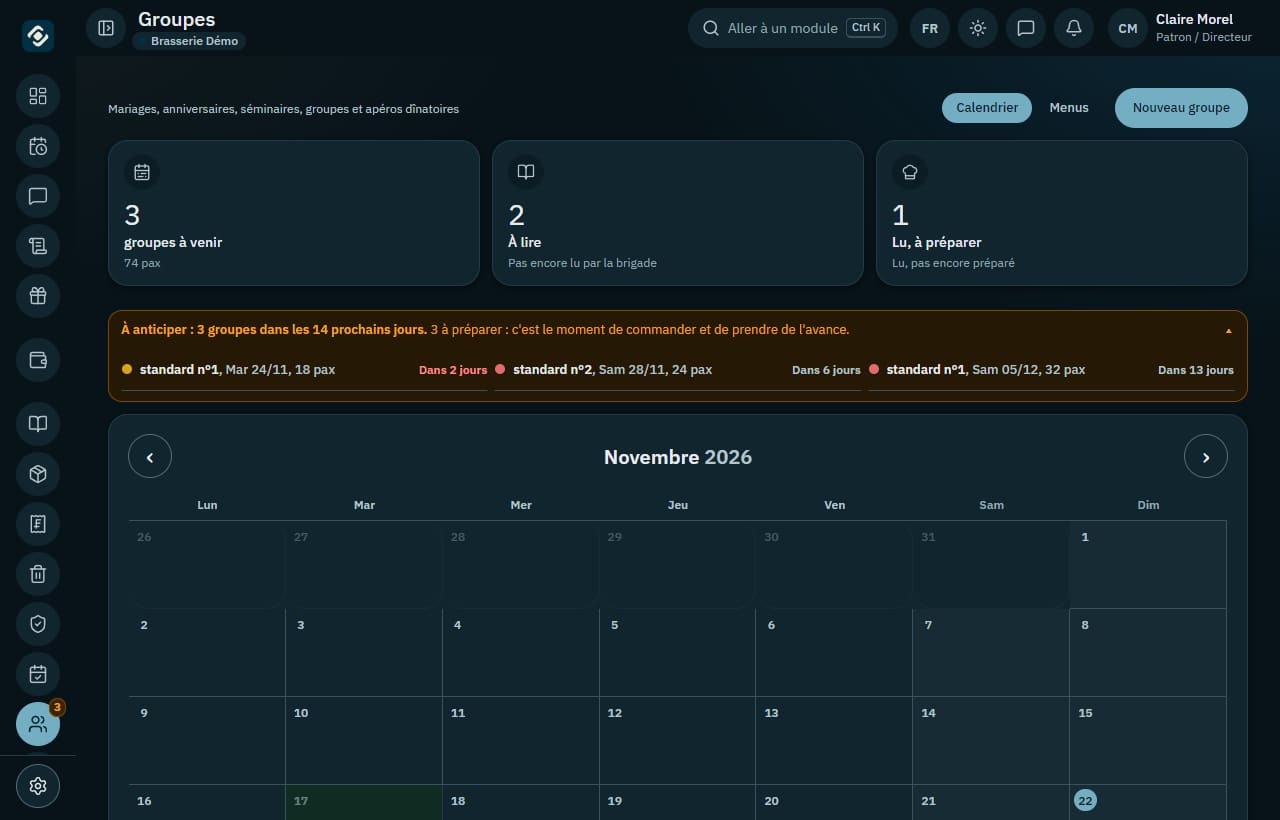 Groupes
Brasserie Démo
Aller à un module
Ctrl K
FR
CM
Claire Morel
Patron / Directeur
Mariages, anniversaires, séminaires, groupes et apéros dînatoires
Calendrier
Menus
Nouveau groupe
3
groupes à venir
74 pax
2
À lire
Pas encore lu par la brigade
1
Lu, à préparer
Lu, pas encore préparé
À anticiper : 3 groupes dans les 14 prochains jours. 3 à préparer : c'est le moment de commander et de prendre de l'avance.
standard nº1, Mar 24/11, 18 pax
Dans 2 jours
standard nº2, Sam 28/11, 24 pax
Dans 6 jours
standard nº1, Sam 05/12, 32 pax
Dans 13 jours
Novembre 2026
Lun Mar Mer Jeu Ven Sam Dim
26 27 28 29 30 31 1
2 3 4 5 6 7 8
9 10 11 12 13 14 15
3
16 17 18 19 20 21 22